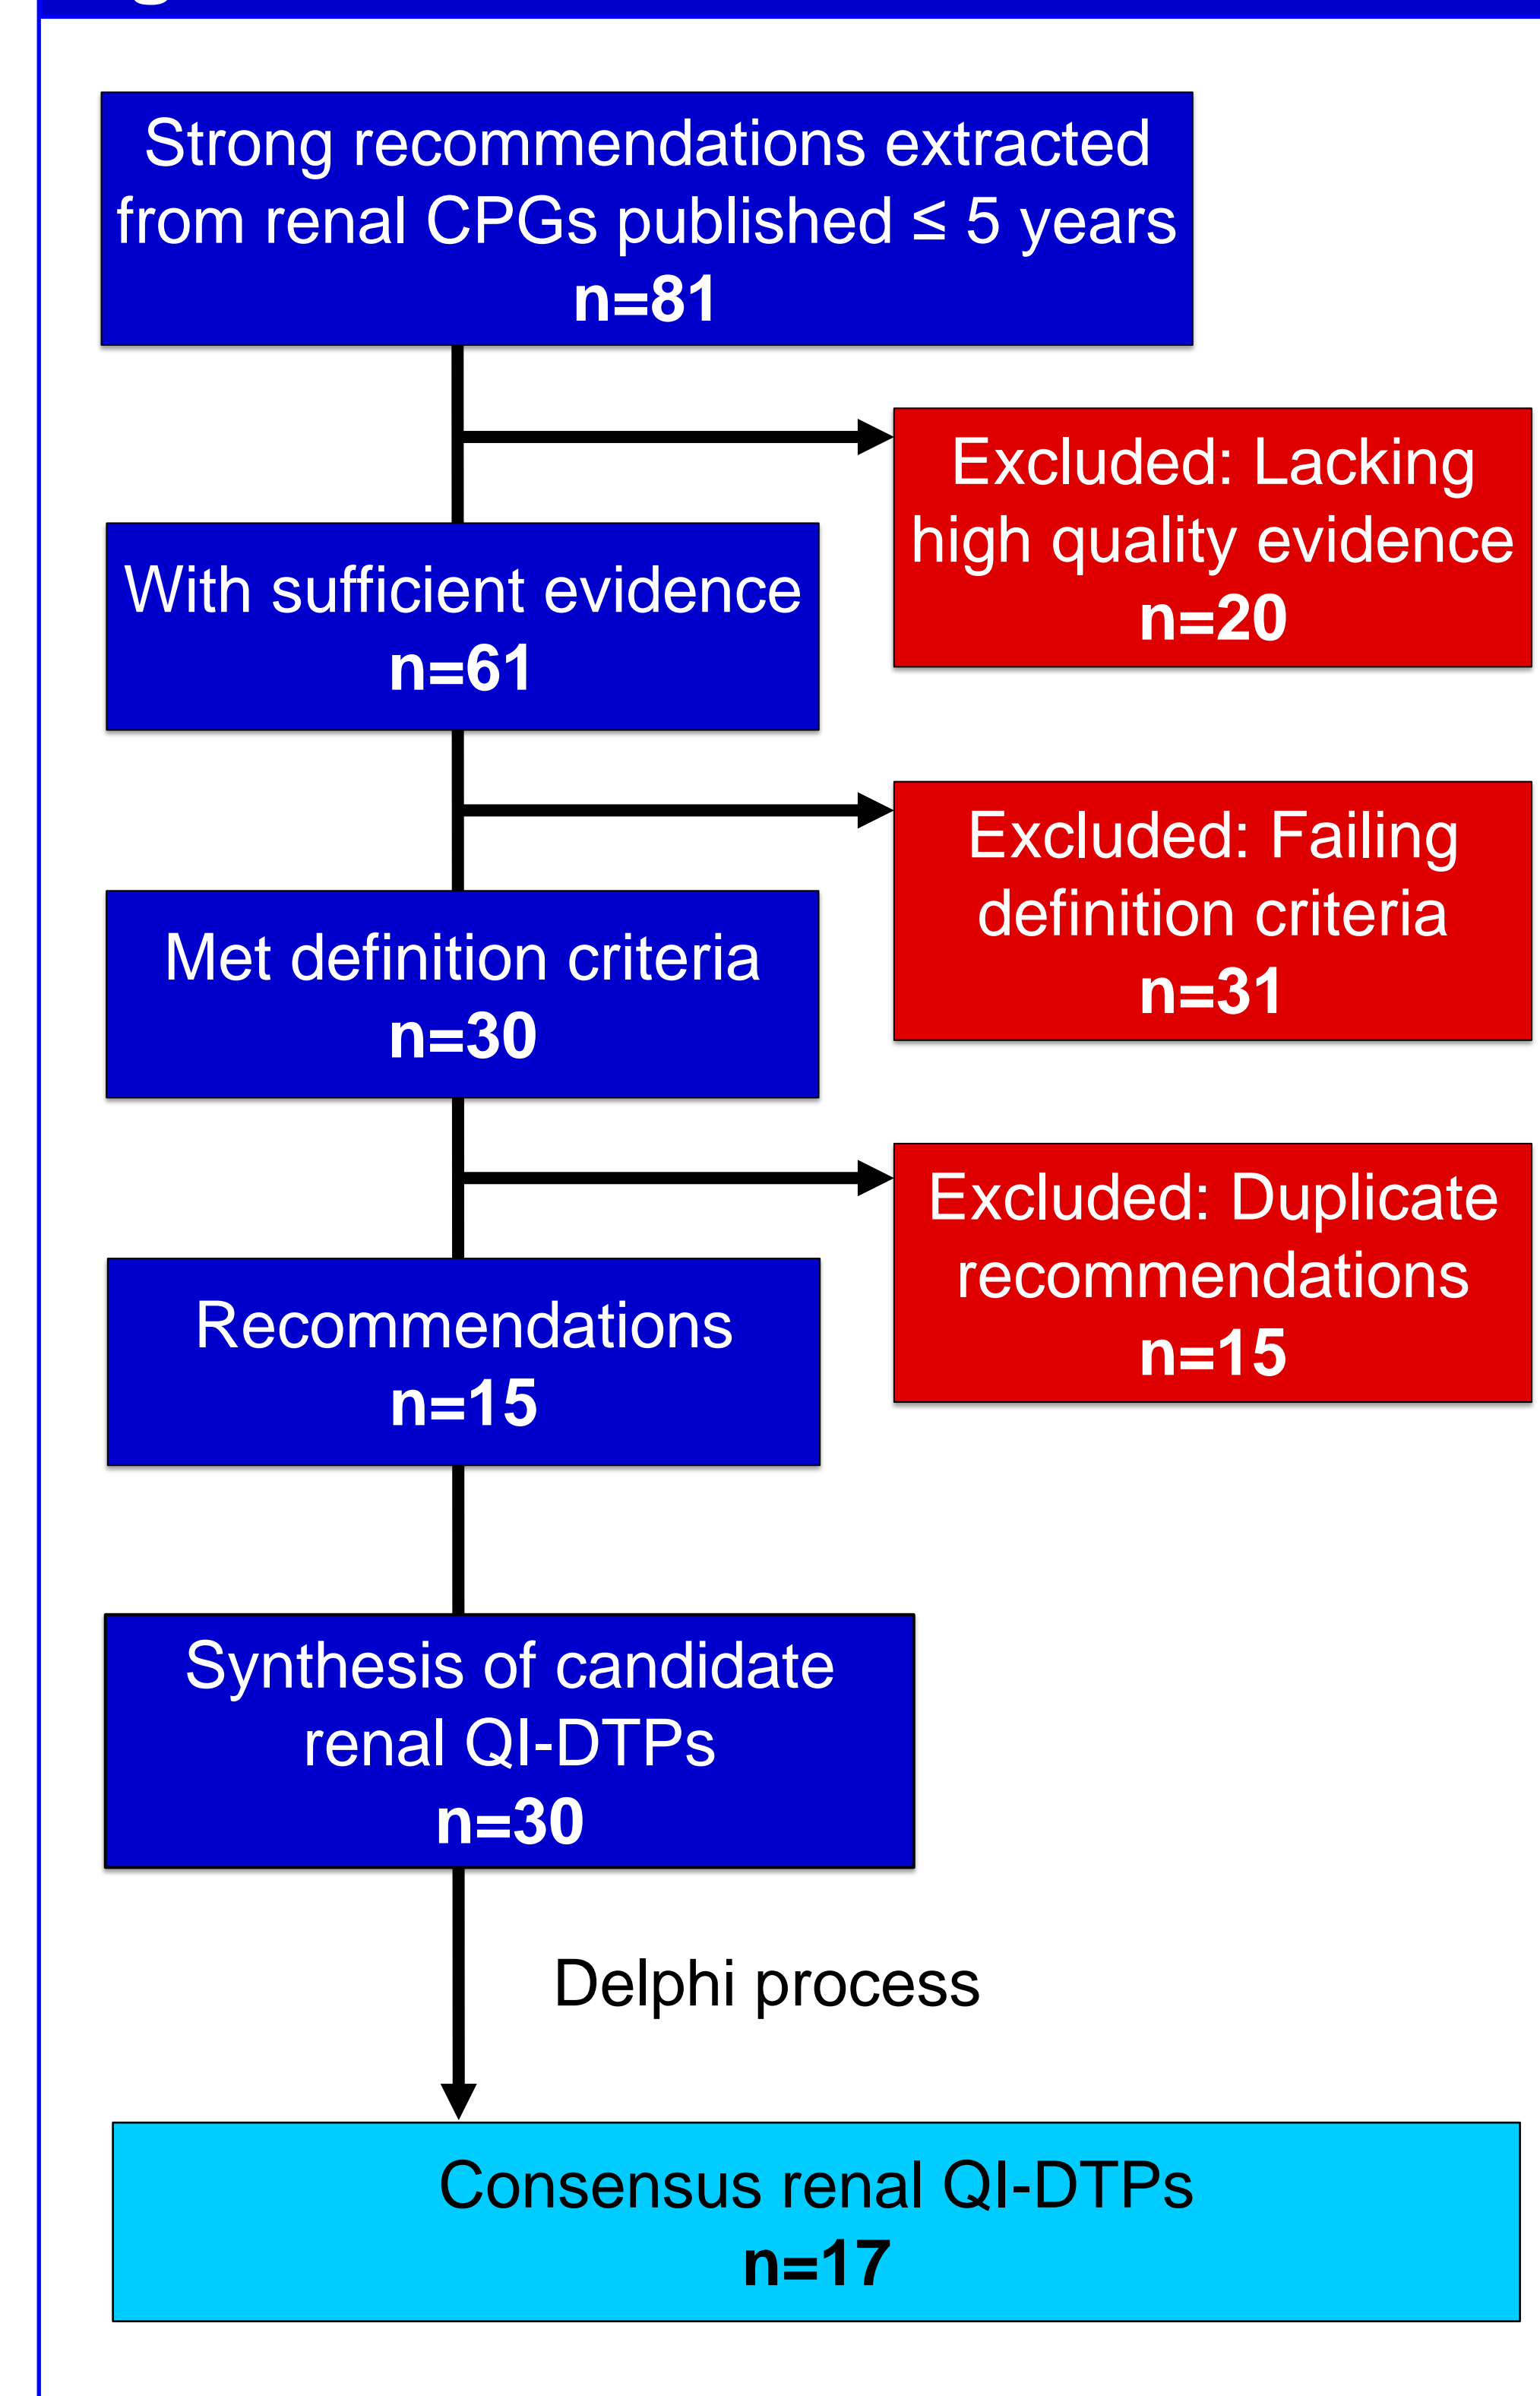 Strong recommendations extracted
from renal CPGs published ≤ 5 years
n=81
Excluded: Lacking
high quality evidence
n=20
With sufficient evidence
n=61
Excluded: Failing
definition criteria
n=31
Met definition criteria
n=30
Excluded: Duplicate
recommendations
n=15
Recommendations
n=15
Synthesis of candidate
renal QI-DTPs
n=30
Delphi process
Consensus renal QI-DTPs
n=17